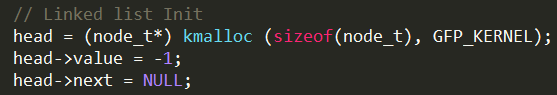 // Linked list Init
head = (node_t*) kmalloc (sizeof(node_t), GFP_KERNEL);
head->value = -1;
head->next = NULL;